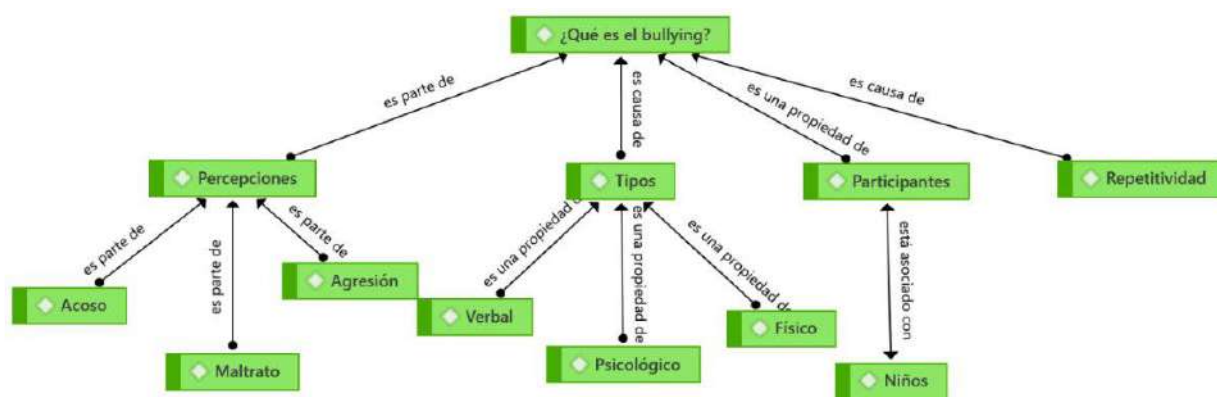 ¿Qué es el bullying?
es parte de
es causa de
es una propiedad de
es causa de
Percepciones
Tipos
Participantes
Repetitividad
es parte de
es parte de
es parte de
es una propiedad
es una propiedad de
es una propiedad de
está asociado con
Acoso
Agresión
Verbal
Físico
Maltrato
Psicológico
Niños